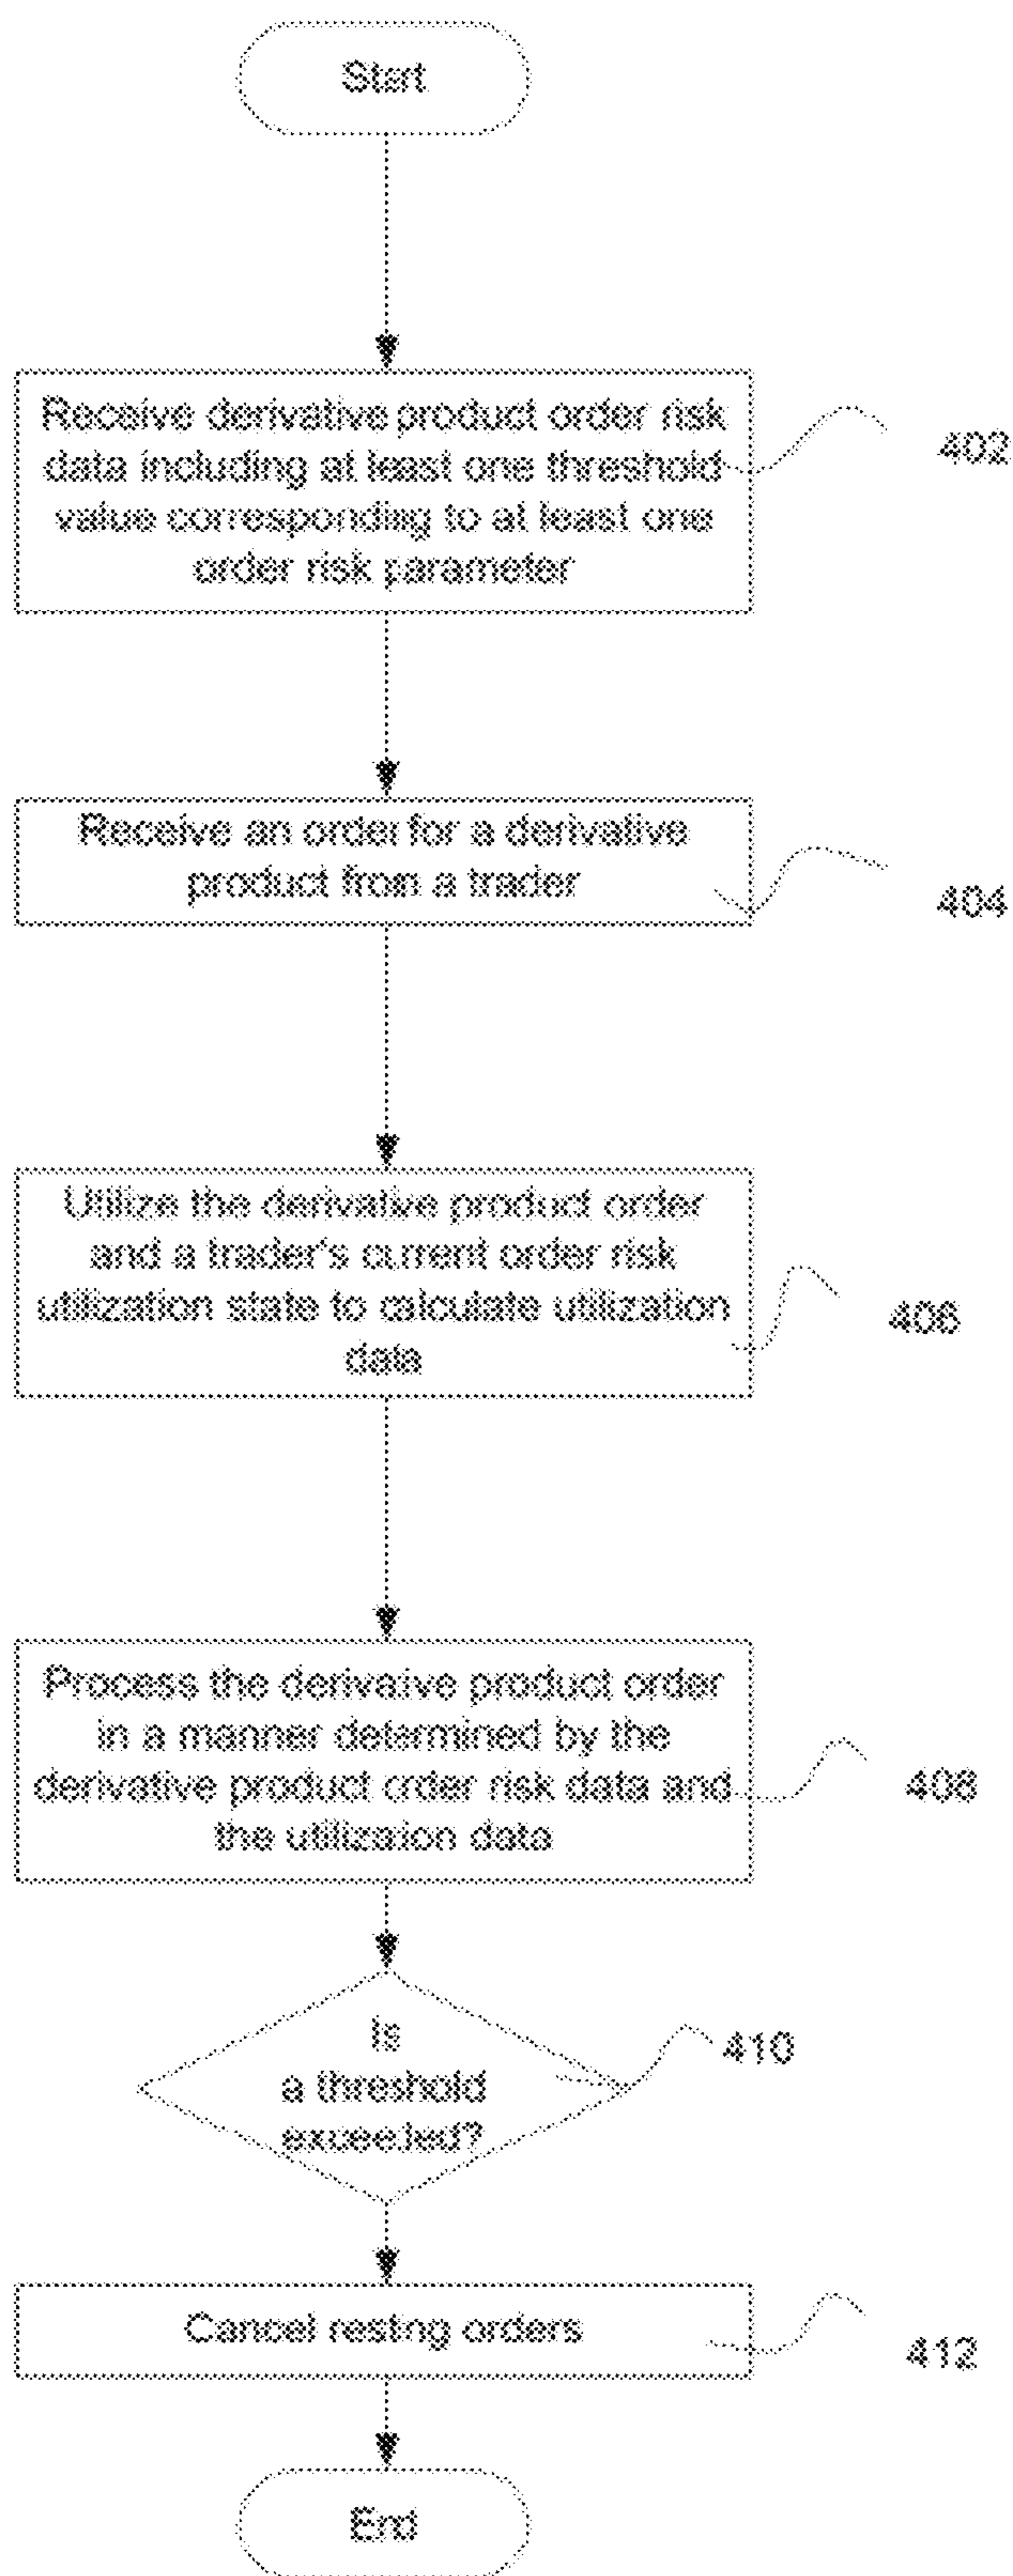 Start
Receive derivative product order risk
data including at least one threshold
value corresponding to at least one
order risk parameter
402
Receive an order for a derivative
product from a trader
404
Utilize the derivative product order
and a trader's current order risk
utilization state to calculate utilization
data
406
Process the derivaive product order
in a manner determined by the
derivative product order risk data and
the utilization data
408
Is
a threshold
exceeded?
410
Cancel resting orders
412
End